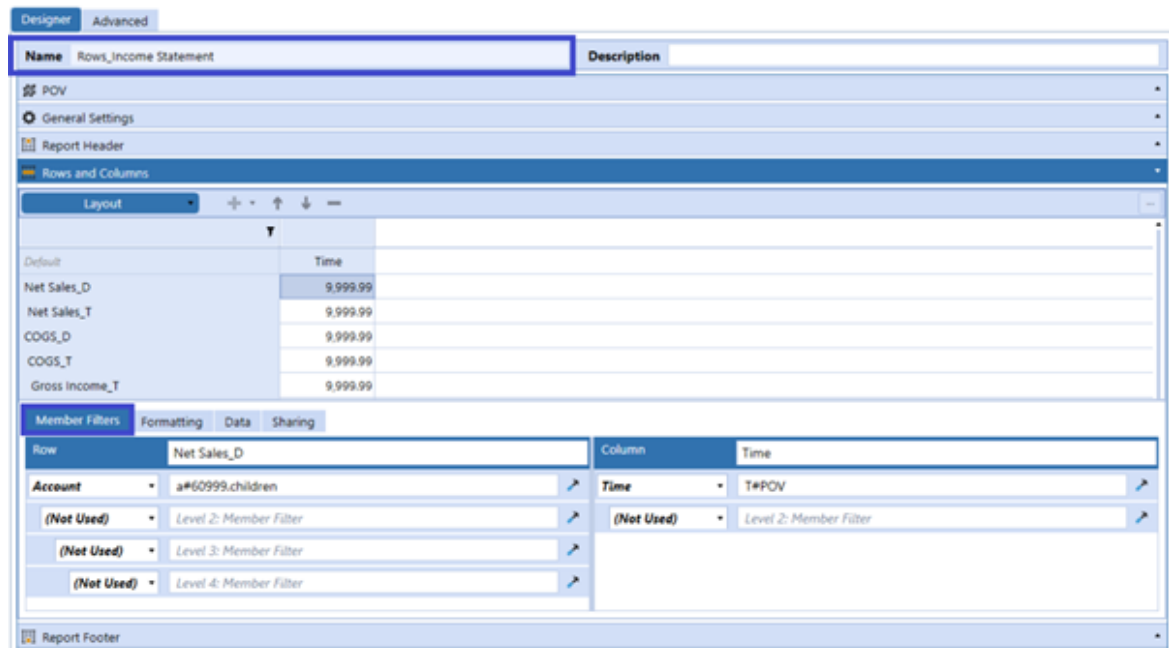 Designer Advanced
Name Rows_Income Statement Description
POV
General Settings
Report Header
Rows and Columns
Layout
Default Time
Net Sales_D 9,999.99
Net Sales_T 9,999.99
COGS_D 9,999.99
COGS_T 9,999.99
Gross Income_T 9,999.99
Member Filters Formatting Data Sharing
Row Net Sales_D Column Time
Account a#60999.children Time T#POV
(Not Used) Level 2: Member Filter (Not Used) Level 2: Member Filter
(Not Used) Level 3: Member Filter
(Not Used) Level 4: Member Filter
Report Footer